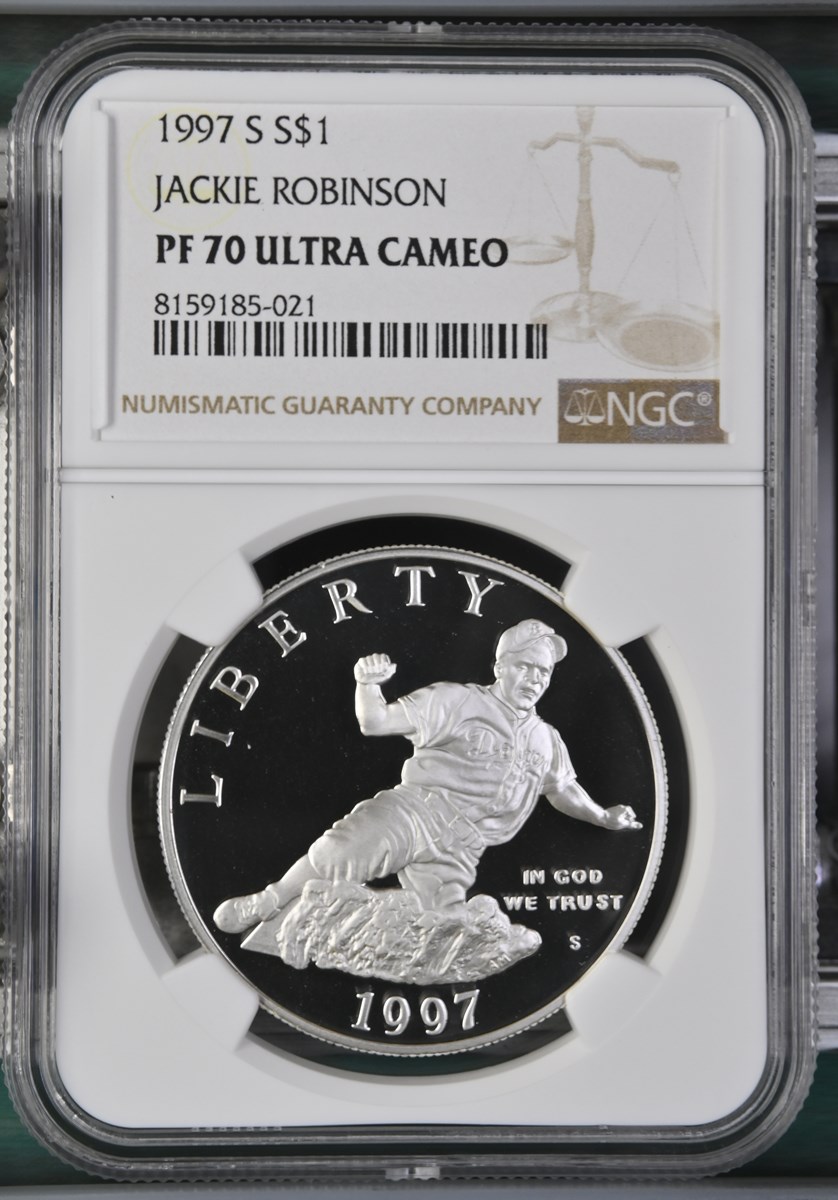 1997 S S$1
JACKIE ROBINSON
PF 70 ULTRA CAMEO
8159185-021
NUMISMATIC GUARANTY COMPANY
NGC®
LIBERTY
B
Dodgers
IN GOD
WE TRUST
S
1997